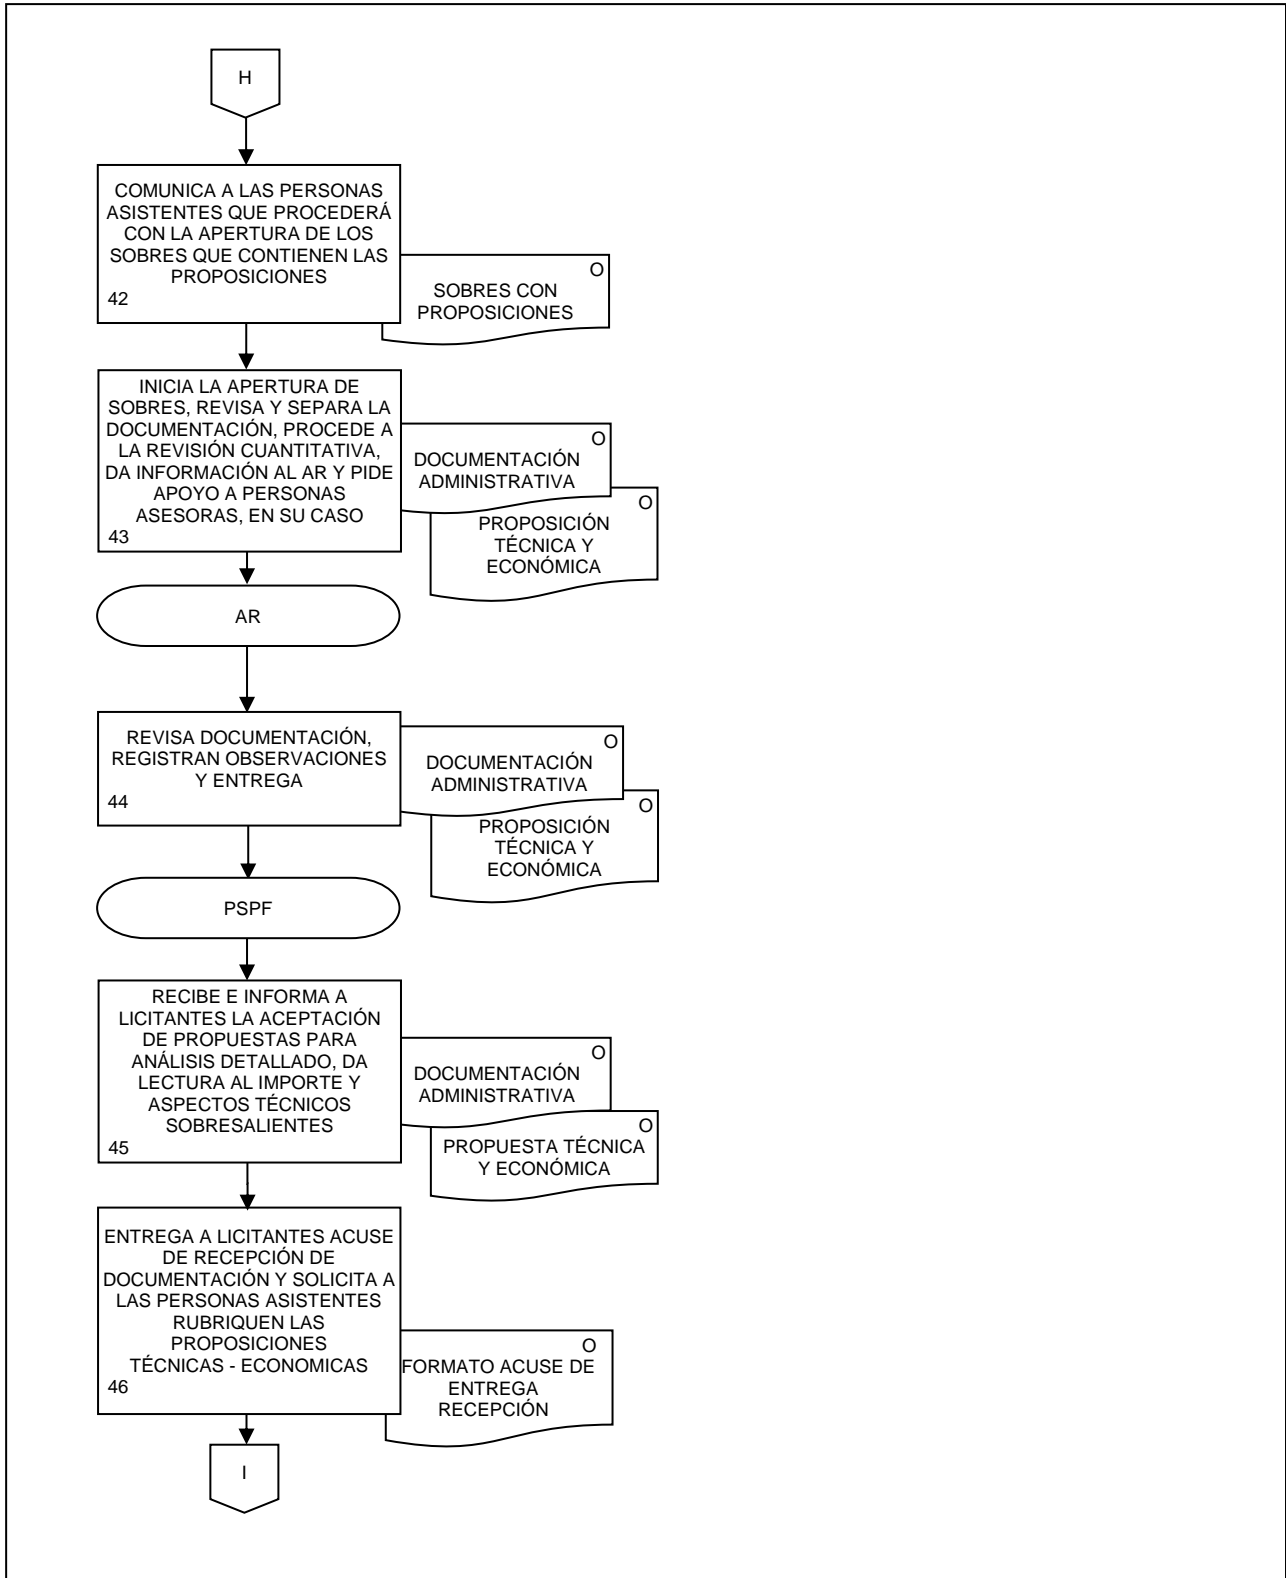 H
COMUNICA A LAS PERSONAS
ASISTENTES QUE PROCEDERÁ
CON LA APERTURA DE LOS
SOBRES QUE CONTIENEN LAS
PROPOSICIONES
42
O
SOBRES CON
PROPOSICIONES
INICIA LA APERTURA DE
SOBRES, REVISA Y SEPARA LA
DOCUMENTACIÓN, PROCEDE A
LA REVISIÓN CUANTITATIVA,
DA INFORMACIÓN AL AR Y PIDE
APOYO A PERSONAS
ASESORAS, EN SU CASO
43
O
DOCUMENTACIÓN
ADMINISTRATIVA
O
PROPOSICIÓN
TÉCNICA Y
ECONÓMICA
AR
REVISA DOCUMENTACIÓN,
REGISTRAN OBSERVACIONES
Y ENTREGA
44
O
DOCUMENTACIÓN
ADMINISTRATIVA
O
PROPOSICIÓN
TÉCNICA Y
ECONÓMICA
PSPF
RECIBE E INFORMA A
LICITANTES LA ACEPTACIÓN
DE PROPUESTAS PARA
ANÁLISIS DETALLADO, DA
LECTURA AL IMPORTE Y
ASPECTOS TÉCNICOS
SOBRESALIENTES
45
O
DOCUMENTACIÓN
ADMINISTRATIVA
O
PROPUESTA TÉCNICA
Y ECONÓMICA
ENTREGA A LICITANTES ACUSE
DE RECEPCIÓN DE
DOCUMENTACIÓN Y SOLICITA A
LAS PERSONAS ASISTENTES
RUBRIQUEN LAS
PROPOSICIONES
TÉCNICAS - ECONOMICAS
46
O
FORMATO ACUSE DE
ENTREGA
RECEPCIÓN
I